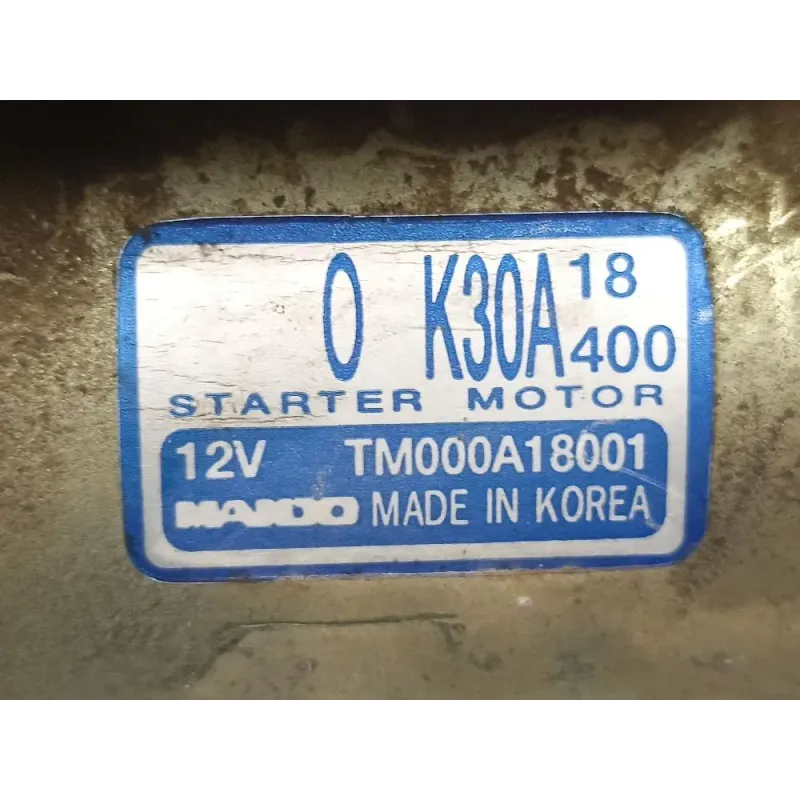 0 K30A 18
400
STARTER MOTOR
12V TM000A18001
MANDO MADE IN KOREA